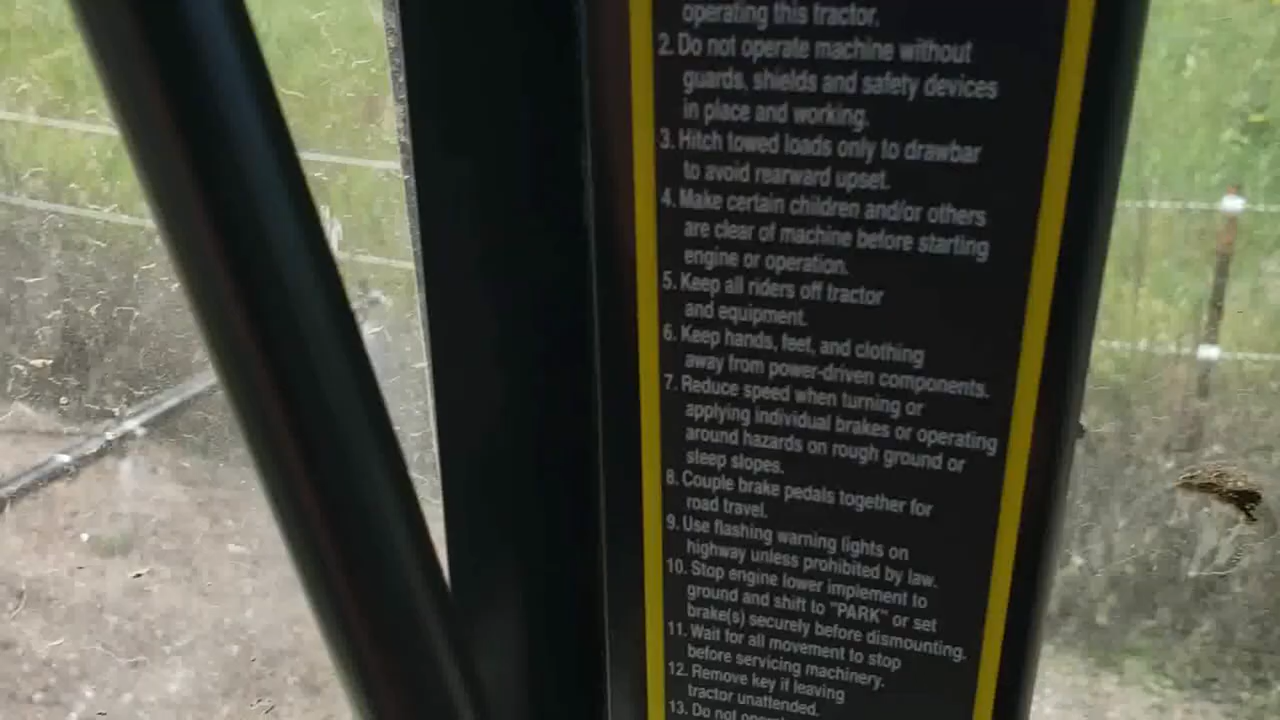 operating this tractor.
2. Do not operate machine without
guards, shields and safety devices
in place and working.
3. Hitch towed loads only to drawbar
to avoid rearward upset.
4. Make certain children and/or others
are clear of machine before starting
engine or operation.
5. Keep all riders off tractor
and equipment.
6. Keep hands, feet, and clothing
away from power-driven components.
7. Reduce speed when turning or
applying individual brakes or operating
around hazards on rough ground or
sleep slopes.
8. Couple brake pedals together for
road travel.
9. Use flashing warning lights on
highway unless prohibited by law.
10. Stop engine lower implement to
ground and shift to "PARK" or set
brake(s) securely before dismounting.
11. Wait for all movement to stop
before servicing machinery.
12. Remove key if leaving
tractor unattended.
13. Do not